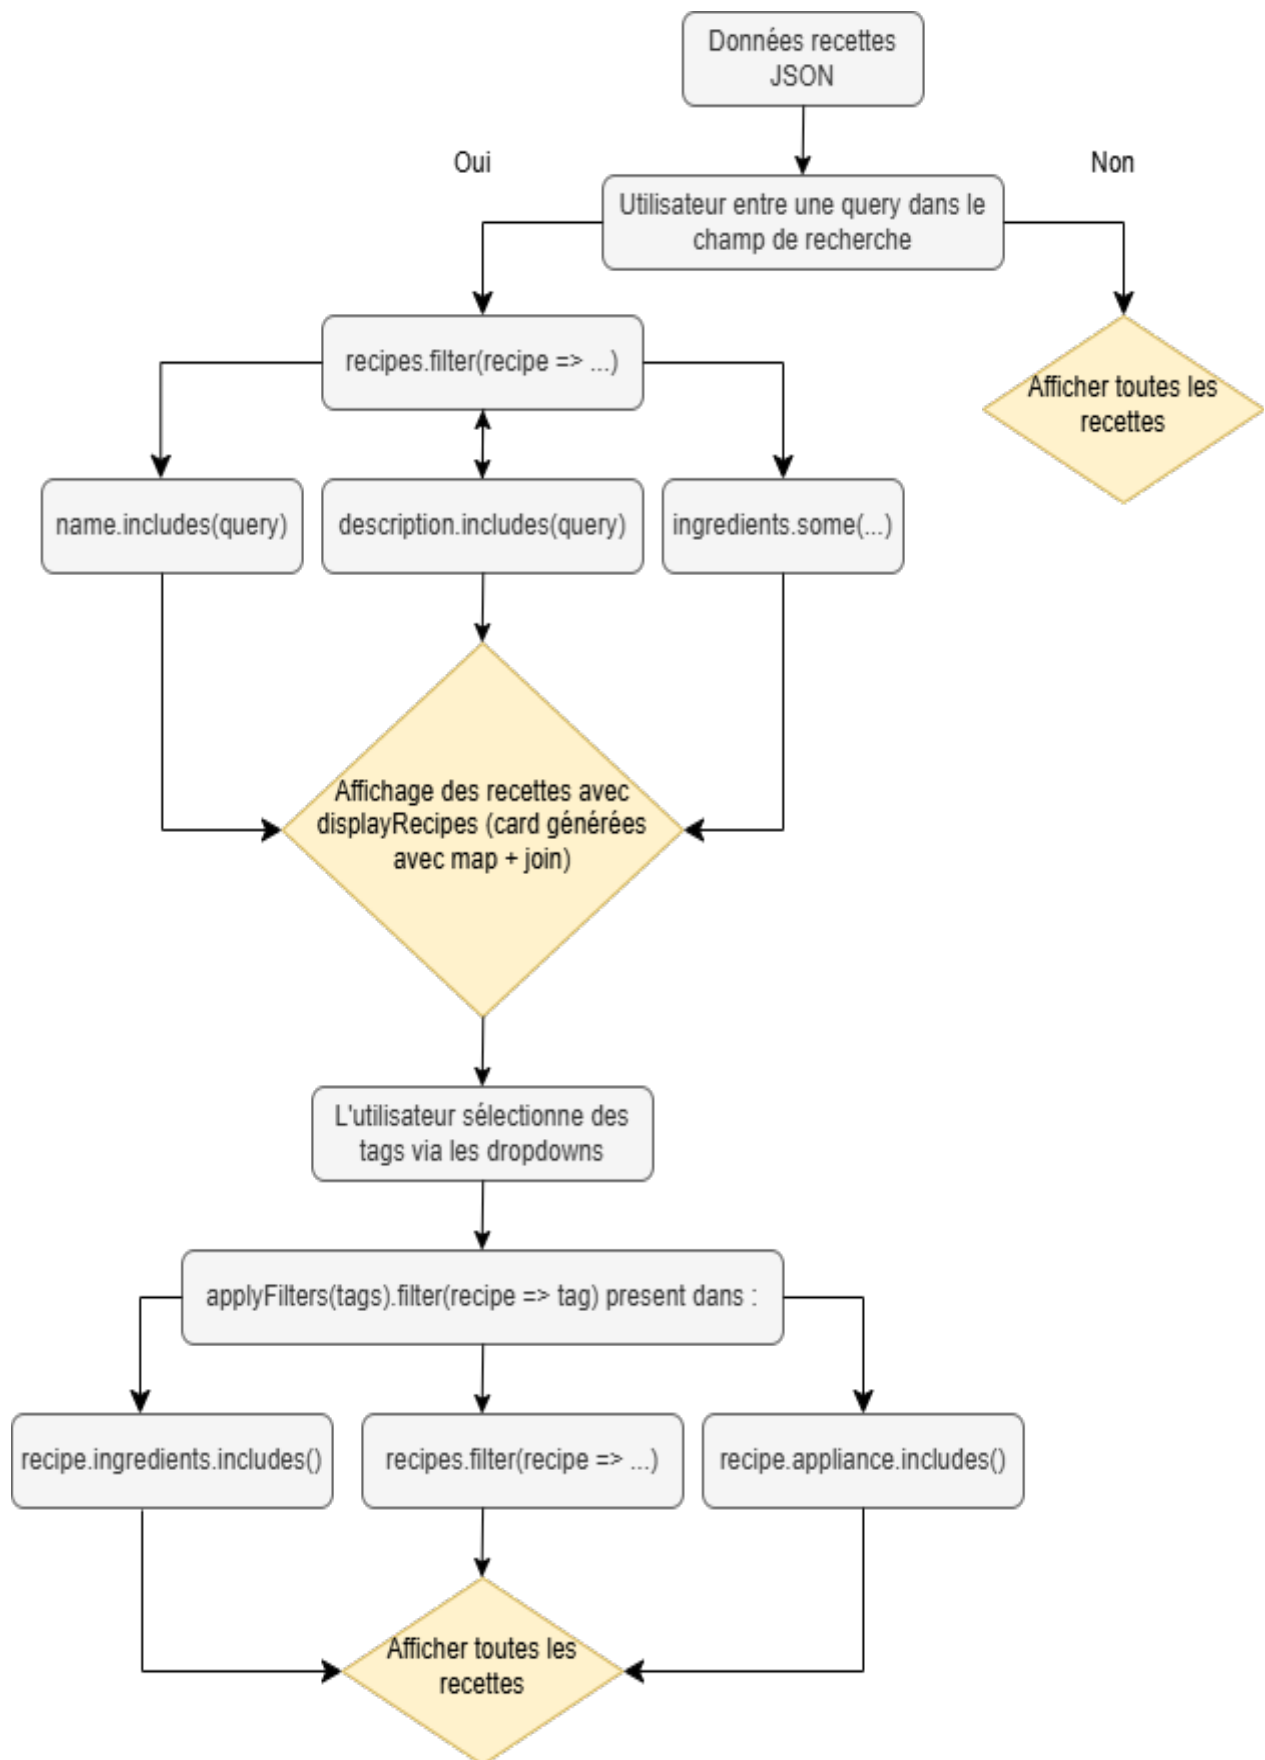 Données recettes
JSON
Oui
Non
Utilisateur entre une query dans le
champ de recherche
recipes.filter(recipe => ...)
Afficher toutes les
recettes
name.includes(query)
description.includes(query)
ingredients.some(...)
Affichage des recettes avec
displayRecipes (card générées
avec map + join)
L'utilisateur sélectionne des
tags via les dropdowns
applyFilters(tags).filter(recipe => tag) present dans :
recipe.ingredients.includes()
recipes.filter(recipe => ...)
recipe.appliance.includes()
Afficher toutes les
recettes